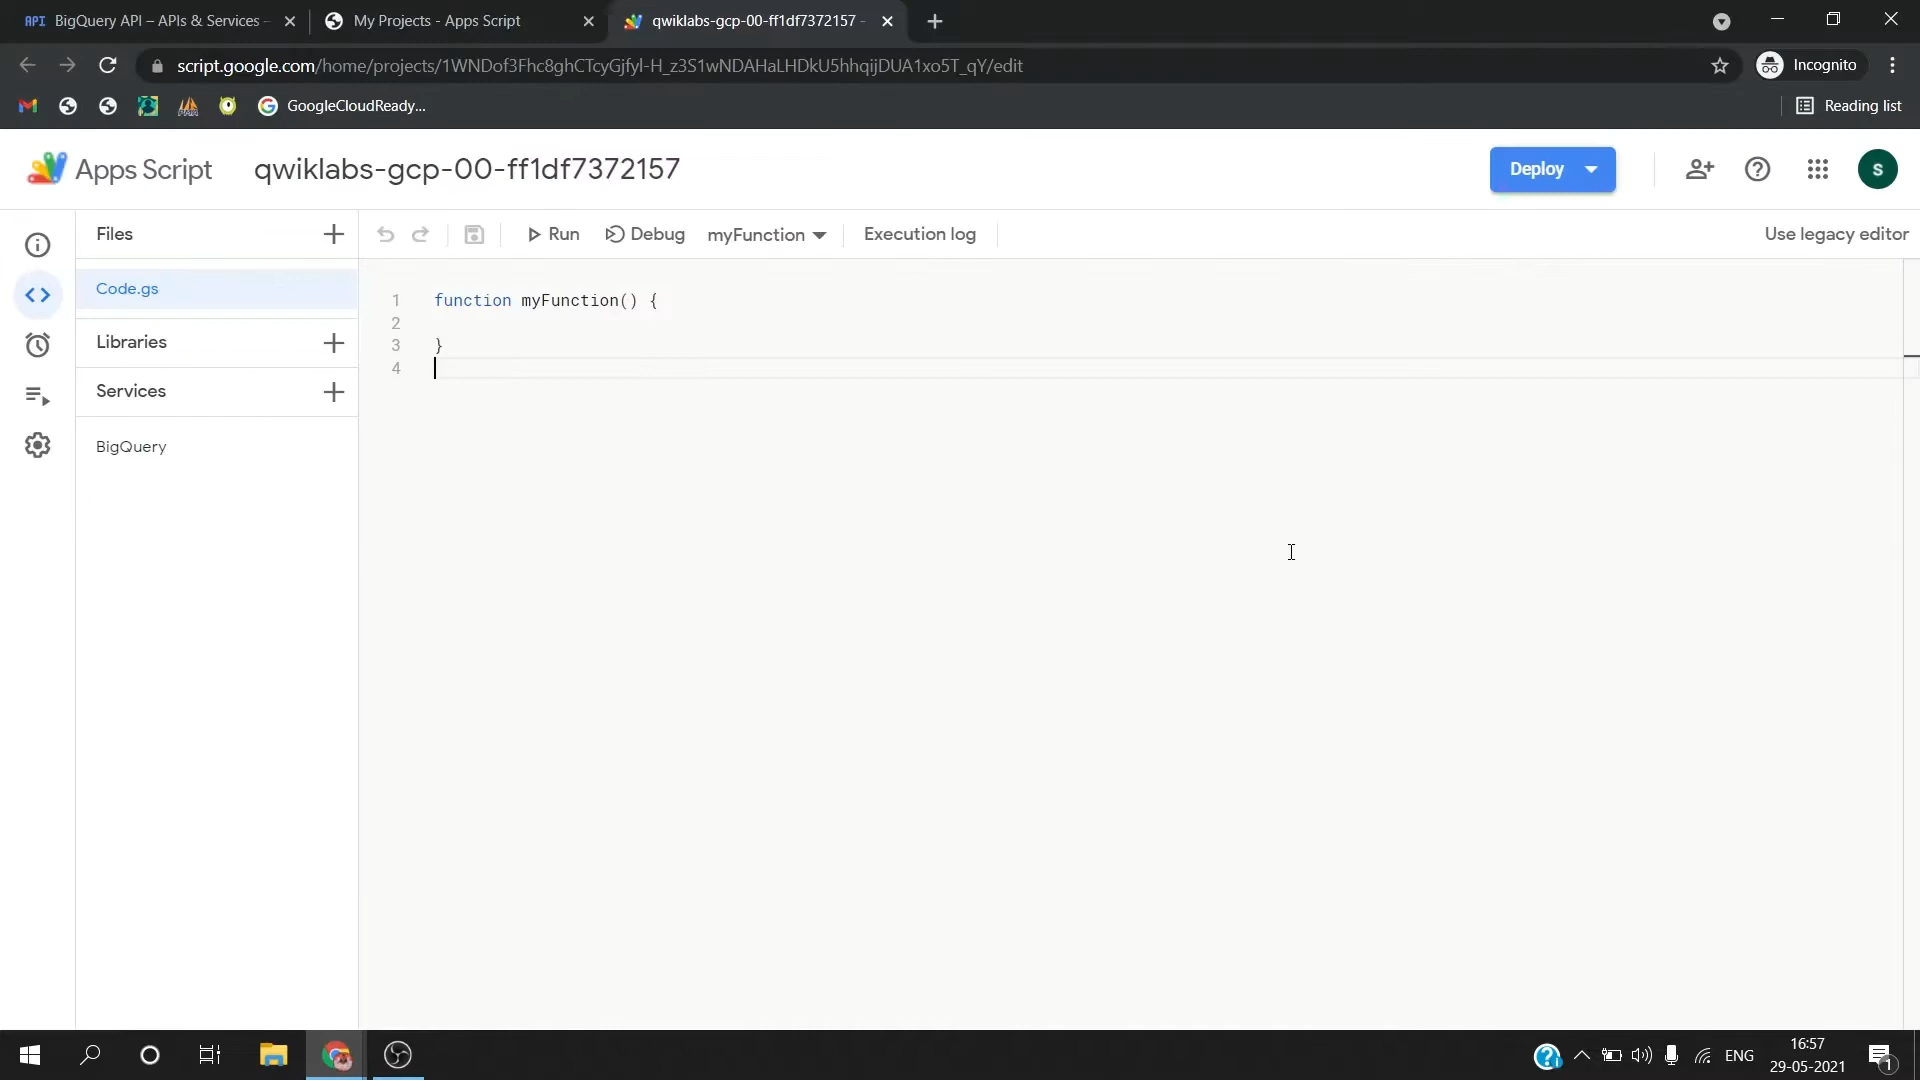 API BigQuery API – APIs & Services –
My Projects - Apps Script
qwiklabs-gcp-00-ff1df7372157 -
script.google.com/home/projects/1WNDof3Fhc8ghCTcyGjfyl-H_z3S1wNDAHaLHDkU5hhqijDUA1xo5T_qY/edit
Incognito
GoogleCloudReady...
Reading list
Apps Script
qwiklabs-gcp-00-ff1df7372157
Deploy
S
Files
Run
Debug
myFunction
Execution log
Use legacy editor
Code.gs
Libraries
Services
BigQuery
1 function myFunction() {
2
3 }
4
ENG
16:57
29-05-2021
1